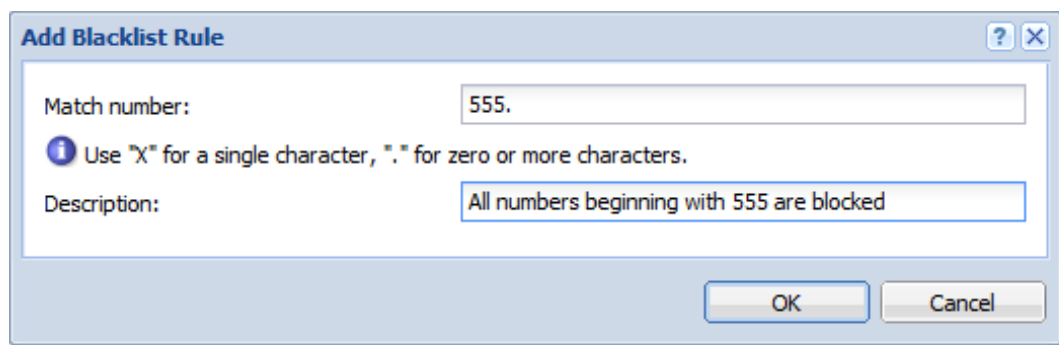 Add Blacklist Rule
Match number: 555.
Use "X" for a single character, "." for zero or more characters.
Description: All numbers beginning with 555 are blocked
OK Cancel